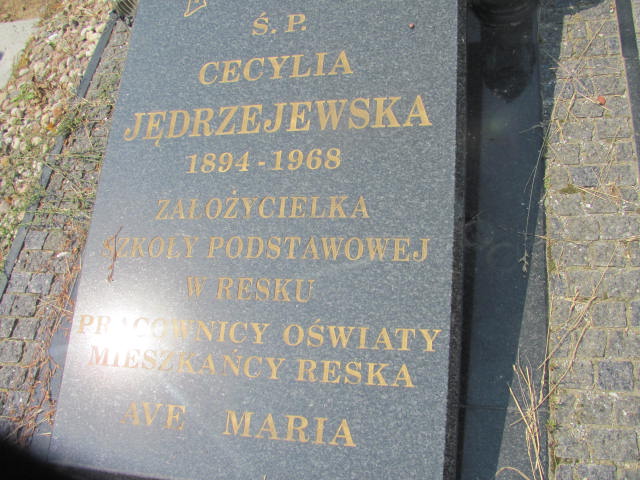 Ś. P.
CECYLIA
JĘDRZEJEWSKA
1894 - 1968
ZAŁOŻYCIELKA
SZKOŁY PODSTAWOWEJ
W RESKU
PRACOWNICY OŚWIATY
MIESZKAŃCY RESKA
AVE MARIA